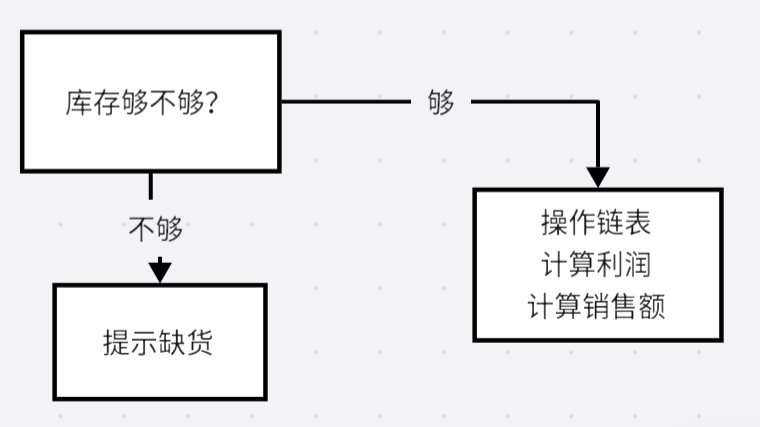 库存够不够?
够
不够
操作链表
计算利润
计算销售额
提示缺货